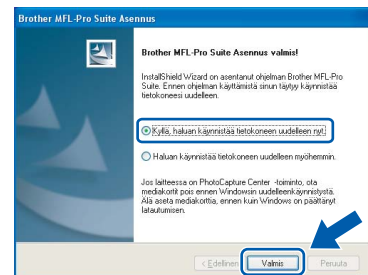 Brother MFL-Pro Suite Asennus
Brother MFL-Pro Suite Asennus valmis!
InstallShield Wizard on asentanut ohjelman Brother MFL-Pro
Suite. Ennen ohjelman käyttämistä sinun täytyy käynnistää
tietokoneesi uudelleen.
Kyllä, haluan käynnistää tietokoneen uudelleen nyt.
Haluan käynnistää tietokoneen uudelleen myöhemmin.
Jos laitteessa on PhotoCapture Center -toiminto, ota
mediakortit pois ennen Windowsin uudelleenkäynnistystä.
Älä aseta mediakorttia, ennen kuin Windows on päättänyt
latautumisen.
< Edellinen Valmis Peruuta